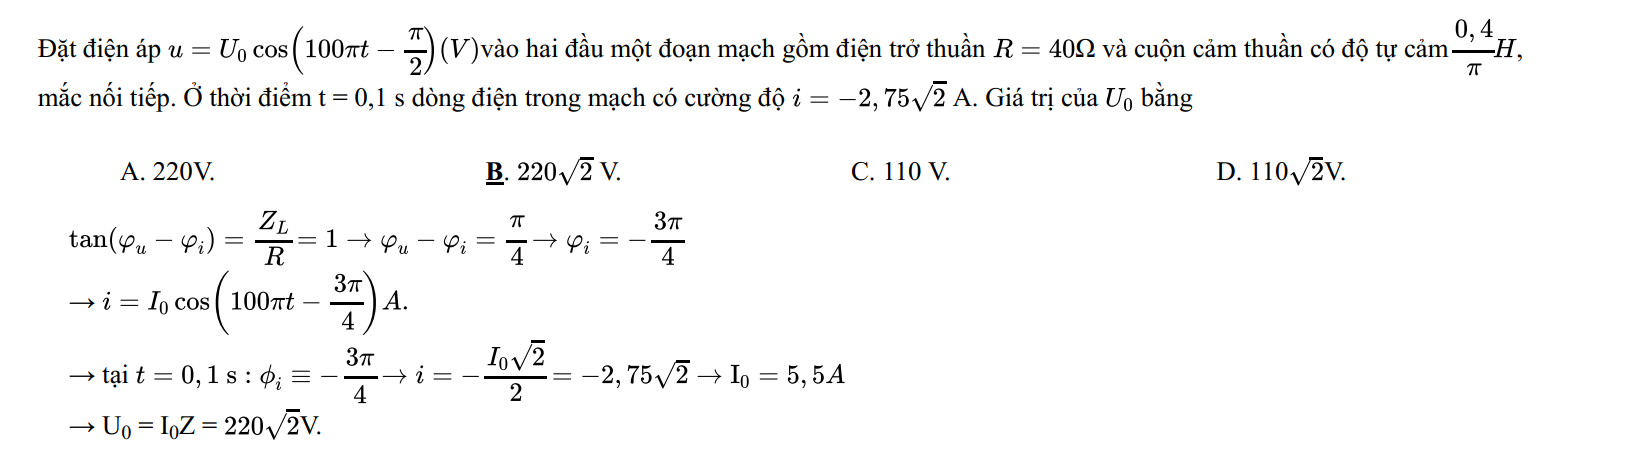 Đặt điện áp $u = U_0 \cos\left(100\pi t - \frac{\pi}{2}\right)(V)$vào hai đầu một đoạn mạch gồm điện trở thuần $R = 40\Omega$ và cuộn cảm thuần có độ tự cảm$\frac{0,4}{\pi}H$,
mắc nối tiếp. Ở thời điểm t = 0,1 s dòng điện trong mạch có cường độ $i = -2,75\sqrt{2}$ A. Giá trị của $U_0$ bằng
A. 220V. B. $220\sqrt{2}$ V. C. 110 V. D. $110\sqrt{2}$V.
$\tan(\varphi_u - \varphi_i) = \frac{Z_L}{R} = 1 \rightarrow \varphi_u - \varphi_i = \frac{\pi}{4} \rightarrow \varphi_i = -\frac{3\pi}{4}$
$\rightarrow i = I_0 \cos\left(100\pi t - \frac{3\pi}{4}\right) A.$
$\rightarrow$ tại $t = 0,1$ s : $\phi_i \equiv -\frac{3\pi}{4} \rightarrow i = -\frac{I_0\sqrt{2}}{2} = -2,75\sqrt{2} \rightarrow \mathrm{I}_0 = 5,5A$
$\rightarrow$ U$_0$ = I$_0$Z = 220$\sqrt{2}$V.